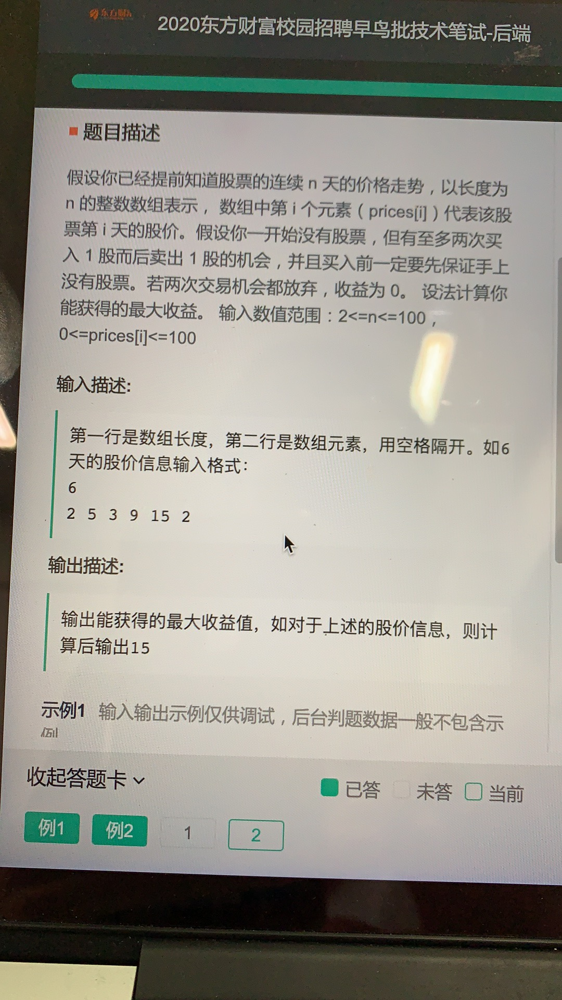 东方财富
2020东方财富校园招聘早鸟批技术笔试-后端
题目描述
假设你已经提前知道股票的连续 n 天的价格走势，以长度为
n 的整数数组表示， 数组中第 i 个元素（prices[i]）代表该股
票第 i 天的股价。假设你一开始没有股票，但有至多两次买
入 1 股而后卖出 1 股的机会，并且买入前一定要先保证手上
没有股票。若两次交易机会都放弃，收益为 0。 设法计算你
能获得的最大收益。 输入数值范围：2<=n<=100，
0<=prices[i]<=100
输入描述:
第一行是数组长度，第二行是数组元素，用空格隔开。如6
天的股价信息输入格式：
6
2 5 3 9 15 2
输出描述:
输出能获得的最大收益值，如对于上述的股价信息，则计
算后输出15
示例1 输入输出示例仅供调试，后台判题数据一般不包含示
例
收起答题卡
已答 未答 当前
例1 例2 1 2